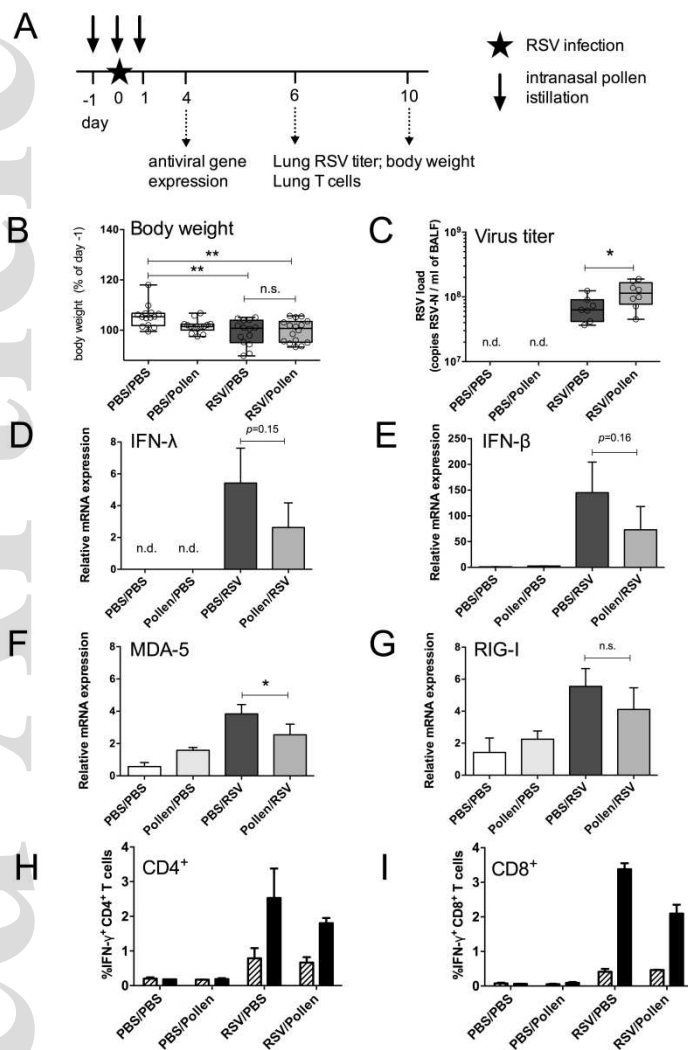 A
RSV infection
intranasal pollen
istillation
-1
0
1
4
6
10
day
antiviral gene
expression
Lung RSV titer; body weight
Lung T cells
B
Body weight
body weight (% of day -1)
140
120
100
**
**
n.s.
PBS/PBS
PBS/Pollen
RSV/PBS
RSV/Pollen
C
Virus titer
RSV load
(copies RSV-N / ml of BALF)
10⁹
10⁸
10⁷
*
n.d.
n.d.
PBS/PBS
PBS/Pollen
RSV/PBS
RSV/Pollen
D
IFN-λ
Relative mRNA expression
8
6
4
2
0
p=0.15
n.d.
n.d.
PBS/PBS
Pollen/PBS
PBS/RSV
Pollen/RSV
E
IFN-β
Relative mRNA expression
250
200
150
100
50
0
p=0.16
PBS/PBS
Pollen/PBS
PBS/RSV
Pollen/RSV
F
MDA-5
Relative mRNA expression
8
6
4
2
0
*
PBS/PBS
Pollen/PBS
PBS/RSV
Pollen/RSV
G
RIG-I
Relative mRNA expression
8
6
4
2
0
n.s.
PBS/PBS
Pollen/PBS
PBS/RSV
Pollen/RSV
H
CD4⁺
%IFN-γ⁺ CD4⁺ T cells
4
3
2
1
0
PBS/PBS
PBS/Pollen
RSV/PBS
RSV/Pollen
I
CD8⁺
%IFN-γ⁺ CD8⁺ T cells
4
3
2
1
0
PBS/PBS
PBS/Pollen
RSV/PBS
RSV/Pollen